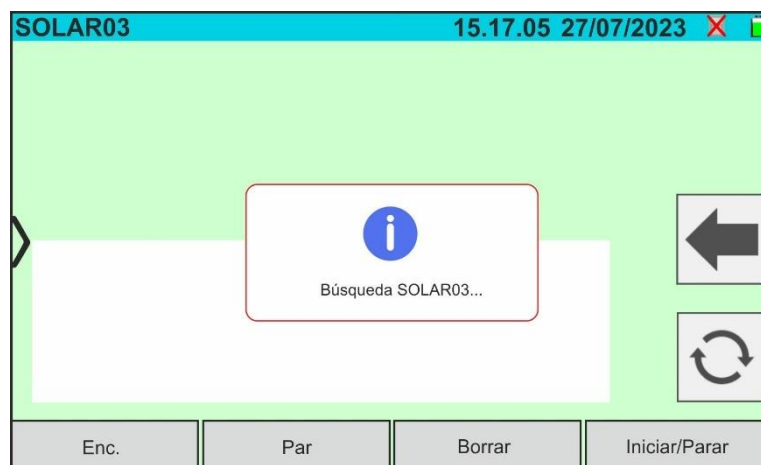 SOLAR03 15.17.05 27/07/2023
Búsqueda SOLAR03...
Enc. Par Borrar Iniciar/Parar